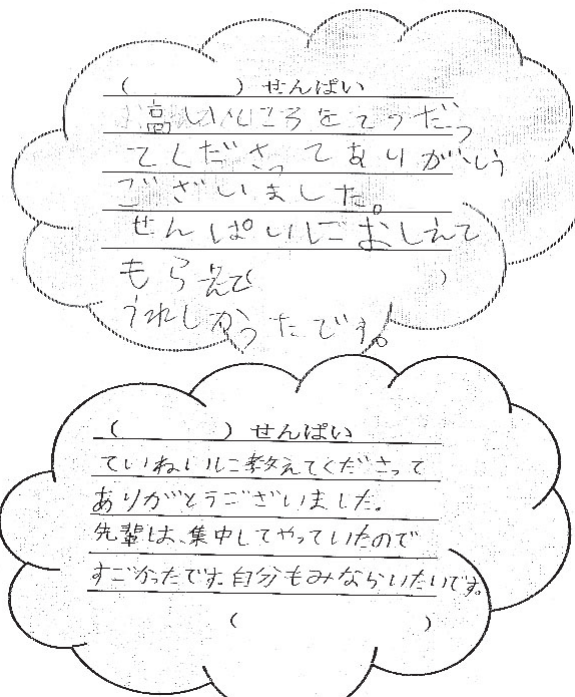 (　　　　)せんぱい
高いところをてつだっ
てくださってありがとう
ございました。
せんぱいにおしえて
もらえて
うれしかったです。
(　　　　)せんぱい
ていねいに教えてくださって
ありがとうございました。
先輩は、集中してやっていたので
すごかったです。自分もみならいたいです。
(　　　　)